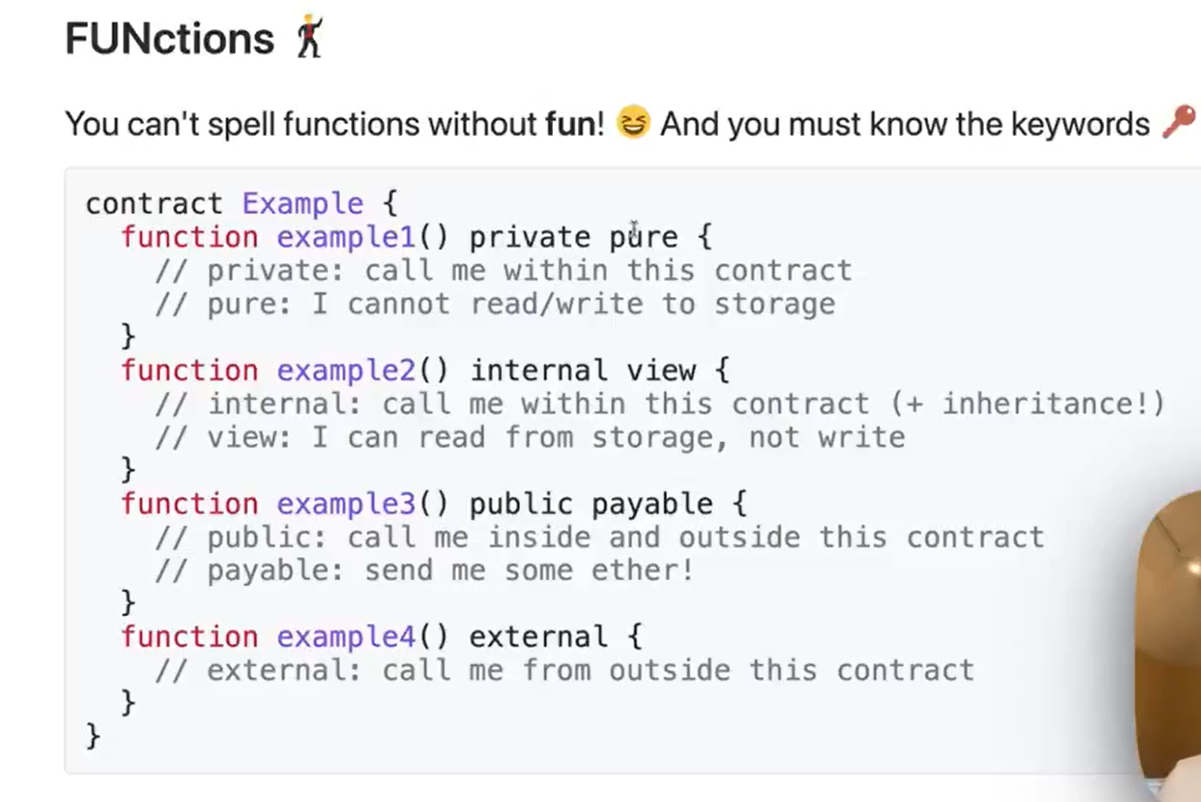 FUNctions 🕺
You can't spell functions without fun! 😆 And you must know the keywords 🔑
contract Example {
  function example1() private pure {
    // private: call me within this contract
    // pure: I cannot read/write to storage
  }
  function example2() internal view {
    // internal: call me within this contract (+ inheritance!)
    // view: I can read from storage, not write
  }
  function example3() public payable {
    // public: call me inside and outside this contract
    // payable: send me some ether!
  }
  function example4() external {
    // external: call me from outside this contract
  }
}